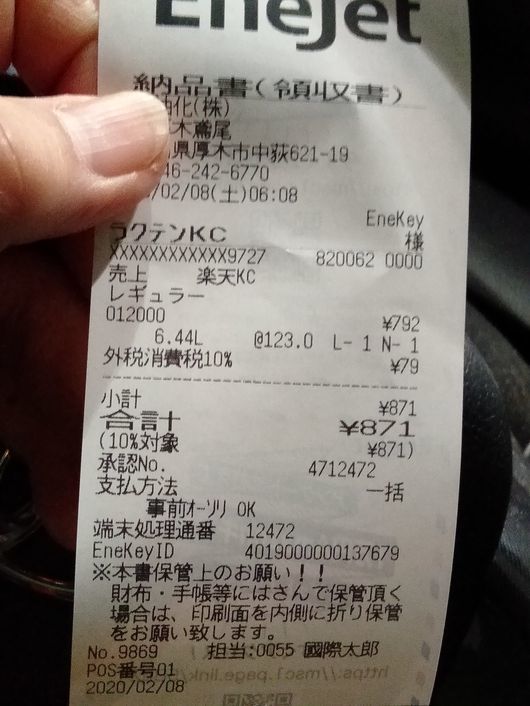 EneJet
納品書(領収書)
油化(株)
木鳶尾
県厚木市中荻621-19
46-242-6770
/02/08(土)06:08
EneKey
様
ラクテンKC
XXXXXXXXXXXX9727 820062 0000
売上 楽天KC
レギュラー
012000 ¥792
6.44L @123.0 L- 1 N- 1
外税消費税10% ¥79
小計 ¥871
合計 ¥871
(10%対象 ¥871)
承認No. 4712472
支払方法 一括
事前オーソリ OK
端末処理通番 12472
EneKeyID 4019000000137679
※本書保管上のお願い!!
財布・手帳等にはさんで保管頂く
場合は、印刷面を内側に折り保管
をお願い致します。
No.9869 担当:0055 國際太郎
POS番号01
2020/02/08